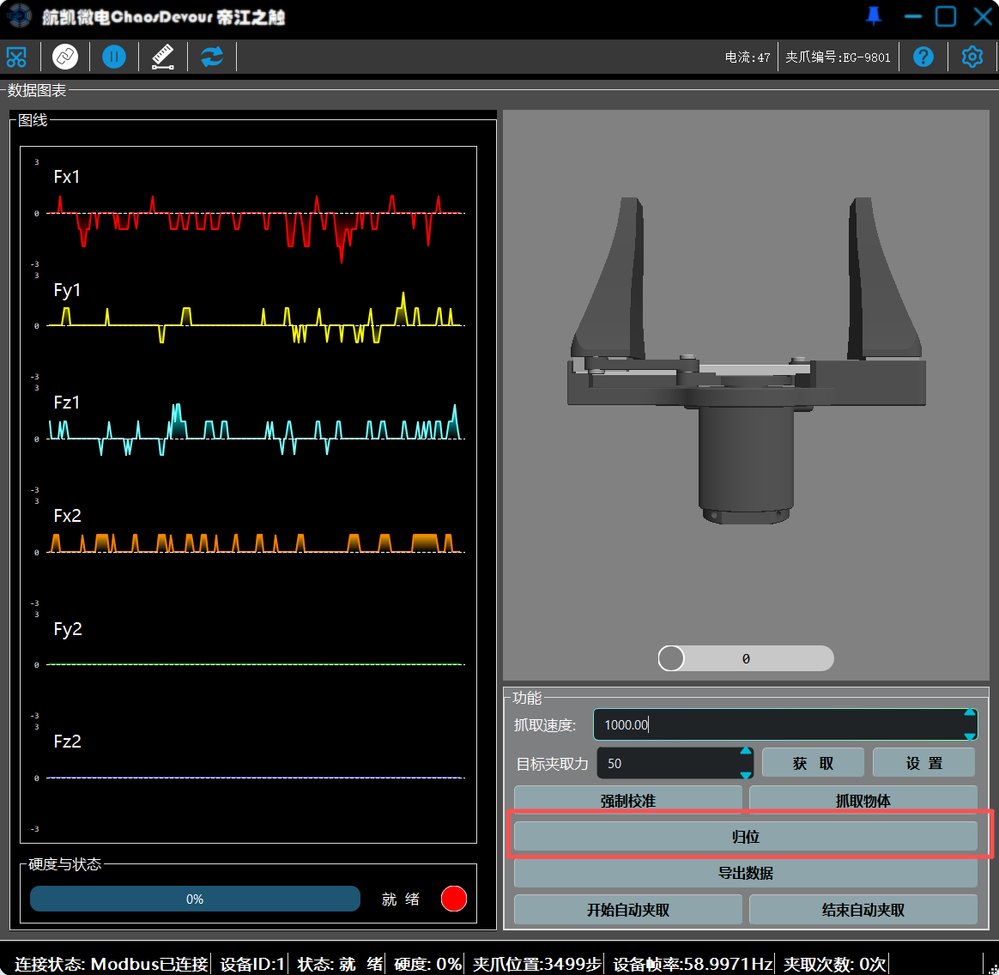 航凯微电ChaosDevour 帝江之触
电流:47 夹爪编号:EG-9801
数据图表
图线
3
Fx1
0
-3
3
Fy1
0
-3
3
Fz1
0
-3
3
Fx2
0
-3
3
Fy2
0
-3
3
Fz2
0
-3
硬度与状态
0% 就 绪
0
功能
抓取速度: 1000.00
目标夹取力 50 获 取 设 置
强制校准 抓取物体
归位
导出数据
开始自动夹取 结束自动夹取
连接状态: Modbus已连接 设备ID:1 状态: 就 绪 硬度: 0% 夹爪位置:3499步 设备帧率:58.9971Hz 夹取次数: 0次